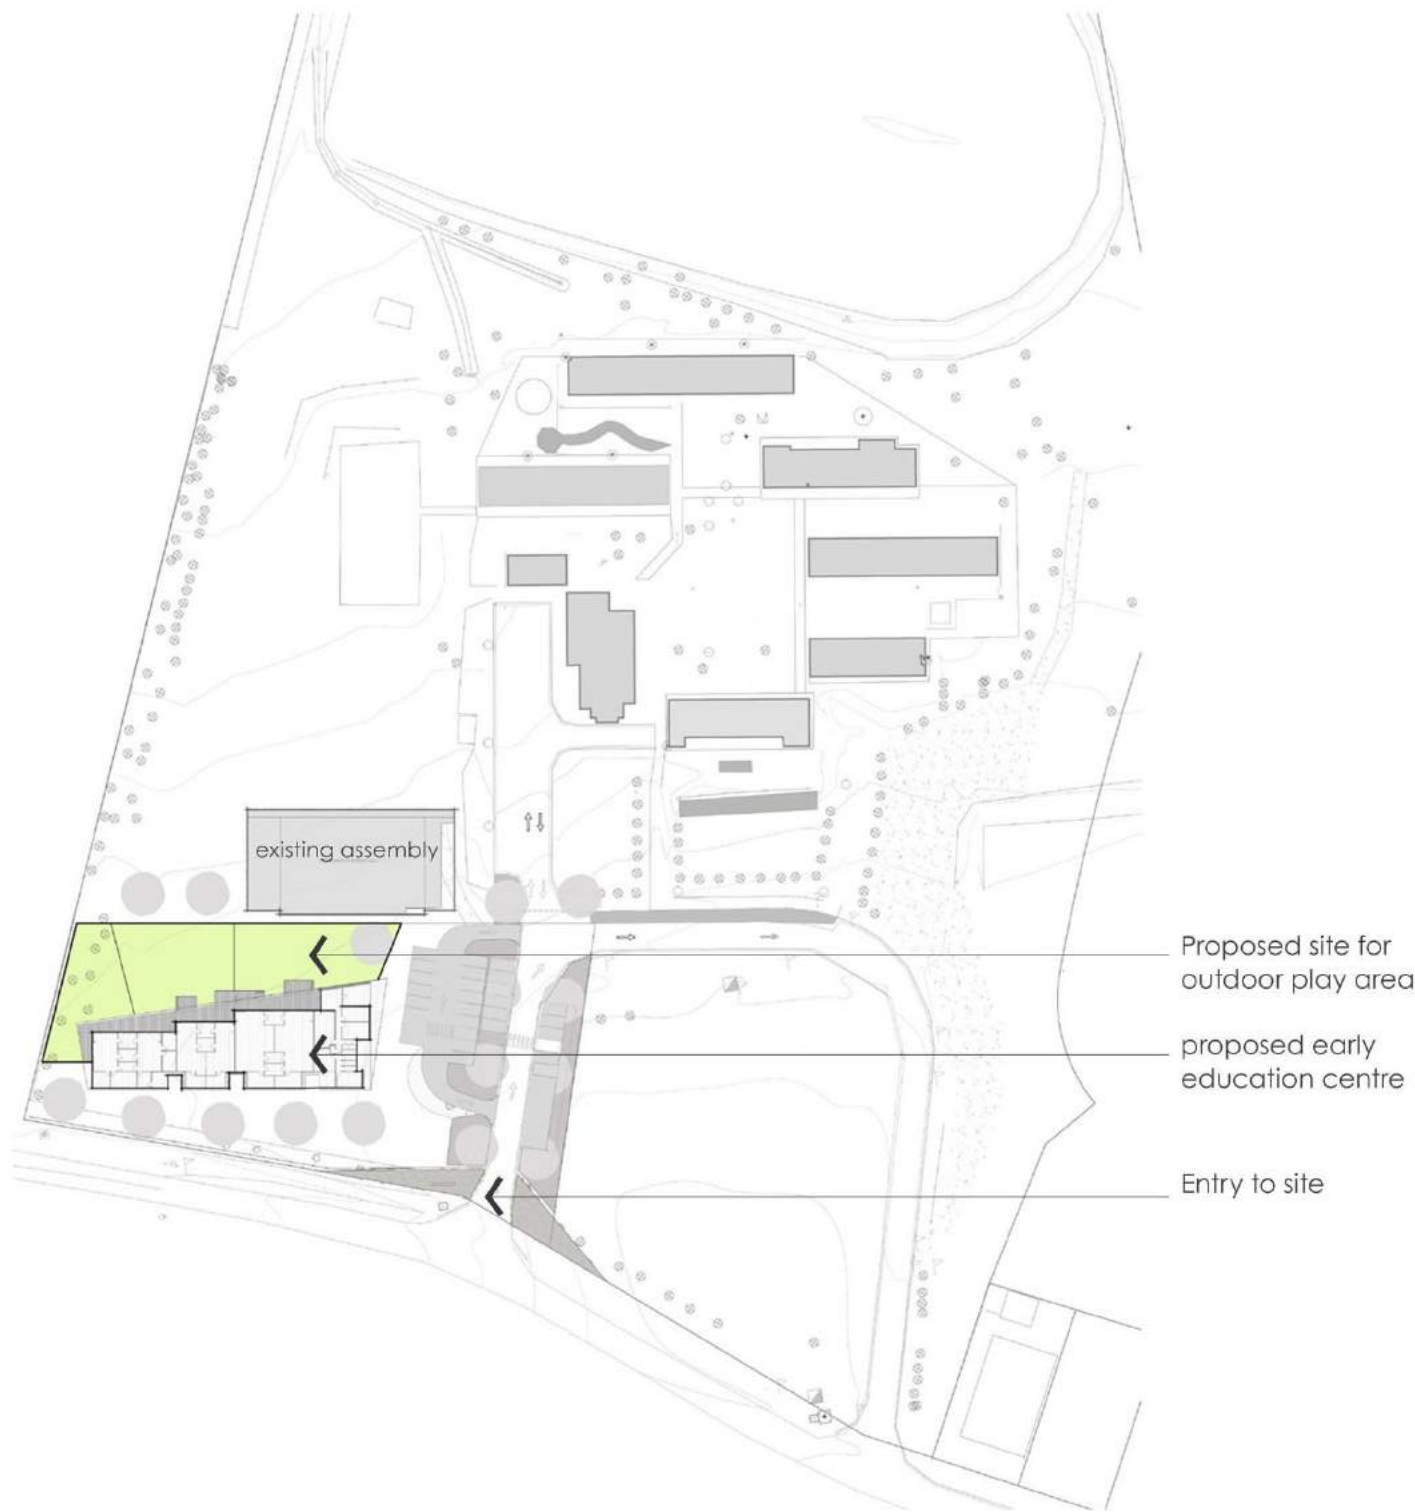 existing assembly
Proposed site for
outdoor play area
proposed early
education centre
Entry to site